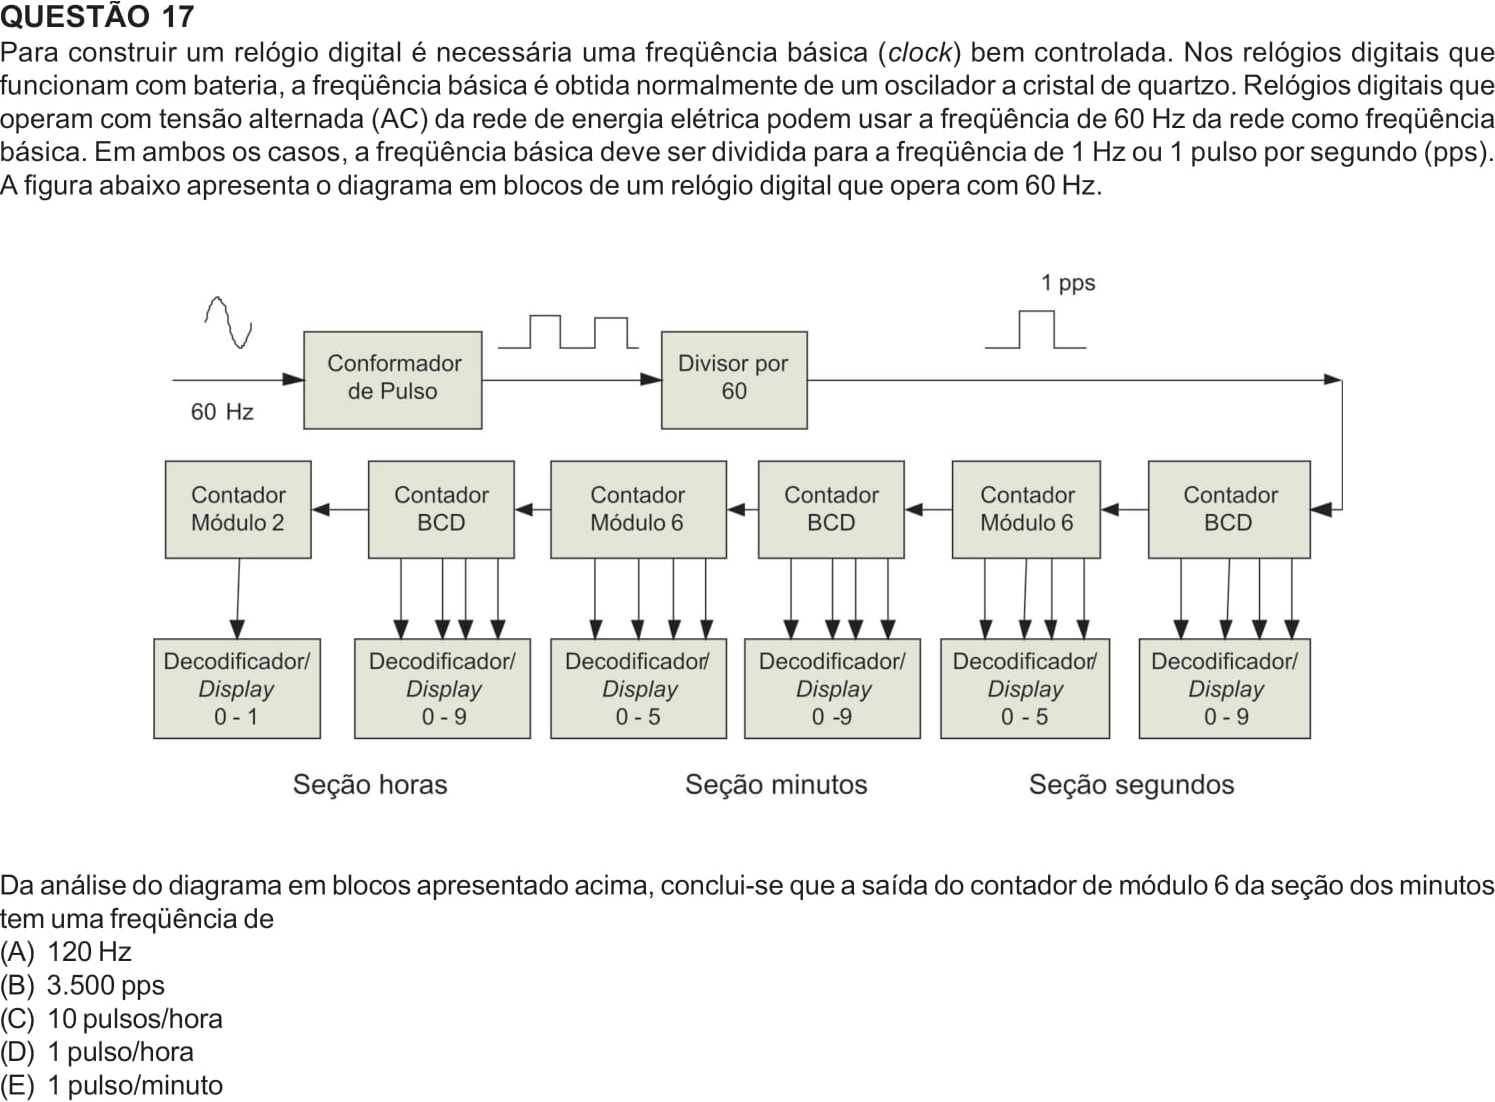 QUESTÃO 17
Para construir um relógio digital é necessária uma freqüência básica (clock) bem controlada. Nos relógios digitais que
funcionam com bateria, a freqüência básica é obtida normalmente de um oscilador a cristal de quartzo. Relógios digitais que
operam com tensão alternada (AC) da rede de energia elétrica podem usar a freqüência de 60 Hz da rede como freqüência
básica. Em ambos os casos, a freqüência básica deve ser dividida para a freqüência de 1 Hz ou 1 pulso por segundo (pps).
A figura abaixo apresenta o diagrama em blocos de um relógio digital que opera com 60 Hz.
1 pps
Conformador
de Pulso
Divisor por
60
60 Hz
Contador
Módulo 2
Contador
BCD
Contador
Módulo 6
Contador
BCD
Contador
Módulo 6
Contador
BCD
Decodificador/
Display
0 - 1
Decodificador/
Display
0 - 9
Decodificador/
Display
0 - 5
Decodificador/
Display
0 -9
Decodificador/
Display
0 - 5
Decodificador/
Display
0 - 9
Seção horas
Seção minutos
Seção segundos
Da análise do diagrama em blocos apresentado acima, conclui-se que a saída do contador de módulo 6 da seção dos minutos
tem uma freqüência de
(A) 120 Hz
(B) 3.500 pps
(C) 10 pulsos/hora
(D) 1 pulso/hora
(E) 1 pulso/minuto